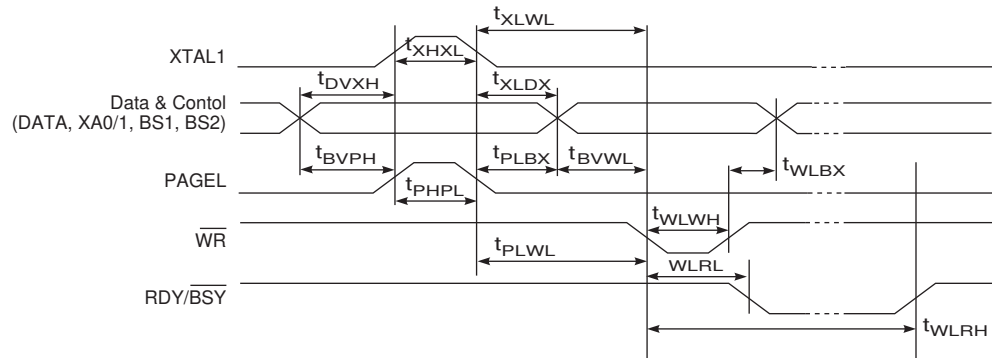 tXLWL
XTAL1
tXHXL
tDVXH
tXLDX
Data & Contol
(DATA, XA0/1, BS1, BS2)
tBVPH
tPLBX
tBVWL
tWLBX
PAGEL
tPHPL
tWLWH
WR
tPLWL
WLRL
RDY/BSY
tWLRH